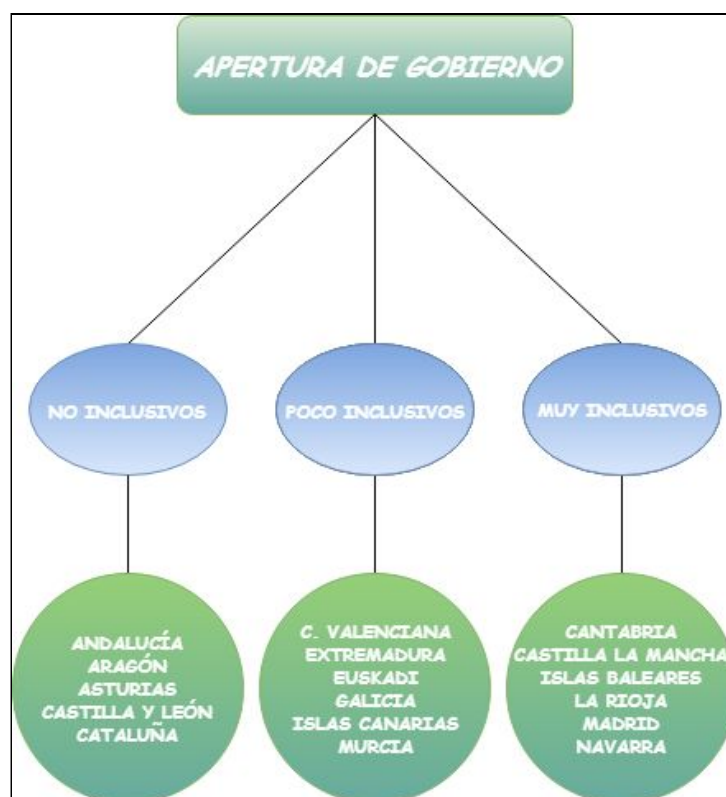 APERTURA DE GOBIERNO
NO INCLUSIVOS
POCO INCLUSIVOS
MUY INCLUSIVOS
ANDALUCÍA
ARAGÓN
ASTURIAS
CASTILLA Y LEÓN
CATALUÑA
C. VALENCIANA
EXTREMADURA
EUSKADI
GALICIA
ISLAS CANARIAS
MURCIA
CANTABRIA
CASTILLA LA MANCHA
ISLAS BALEARES
LA RIOJA
MADRID
NAVARRA